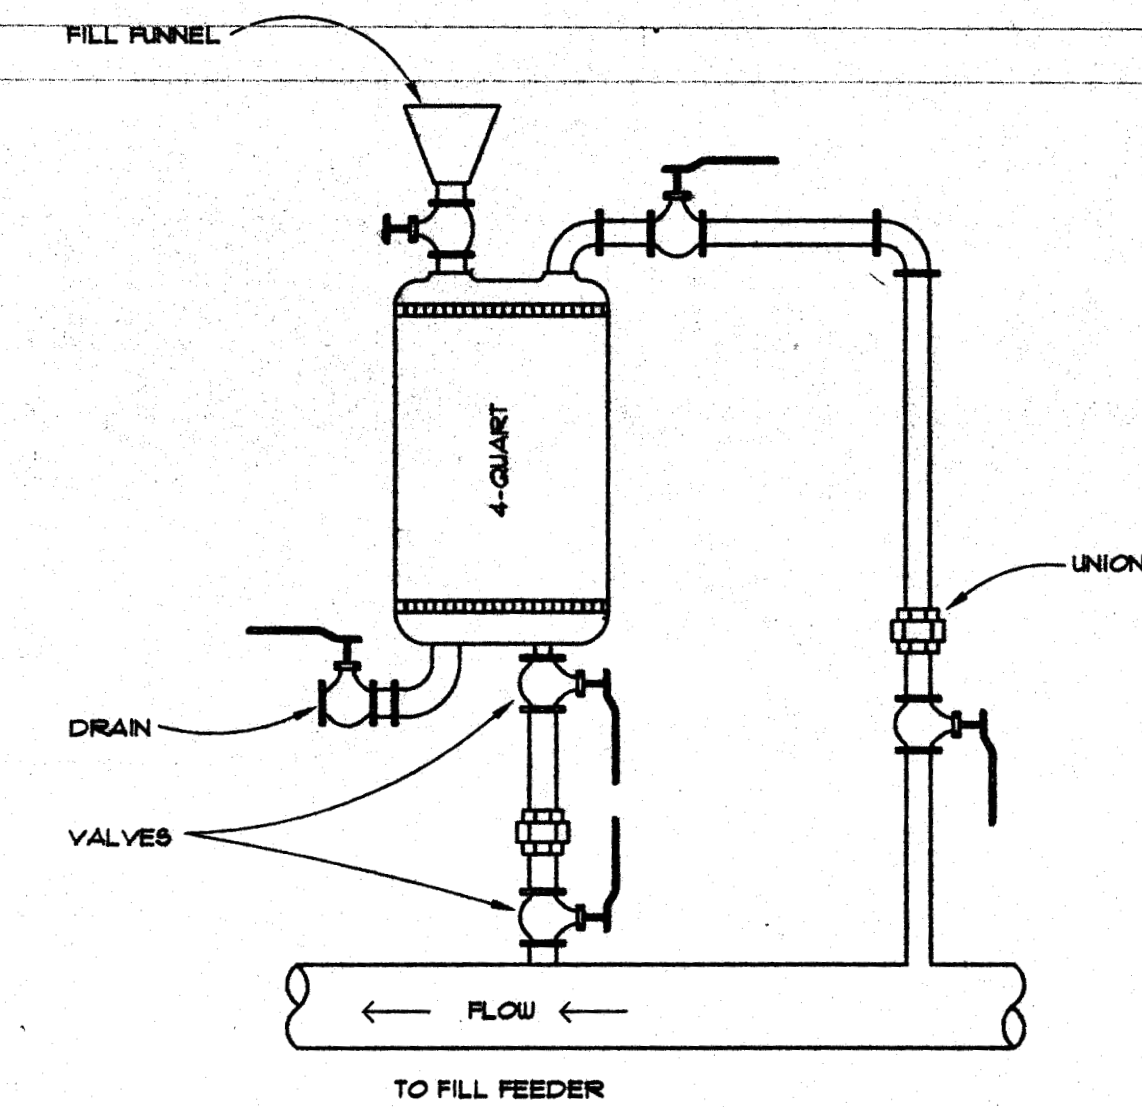 FILL FUNNEL
4-QUART
UNION
DRAIN
VALVES
FLOW
TO FILL FEEDER